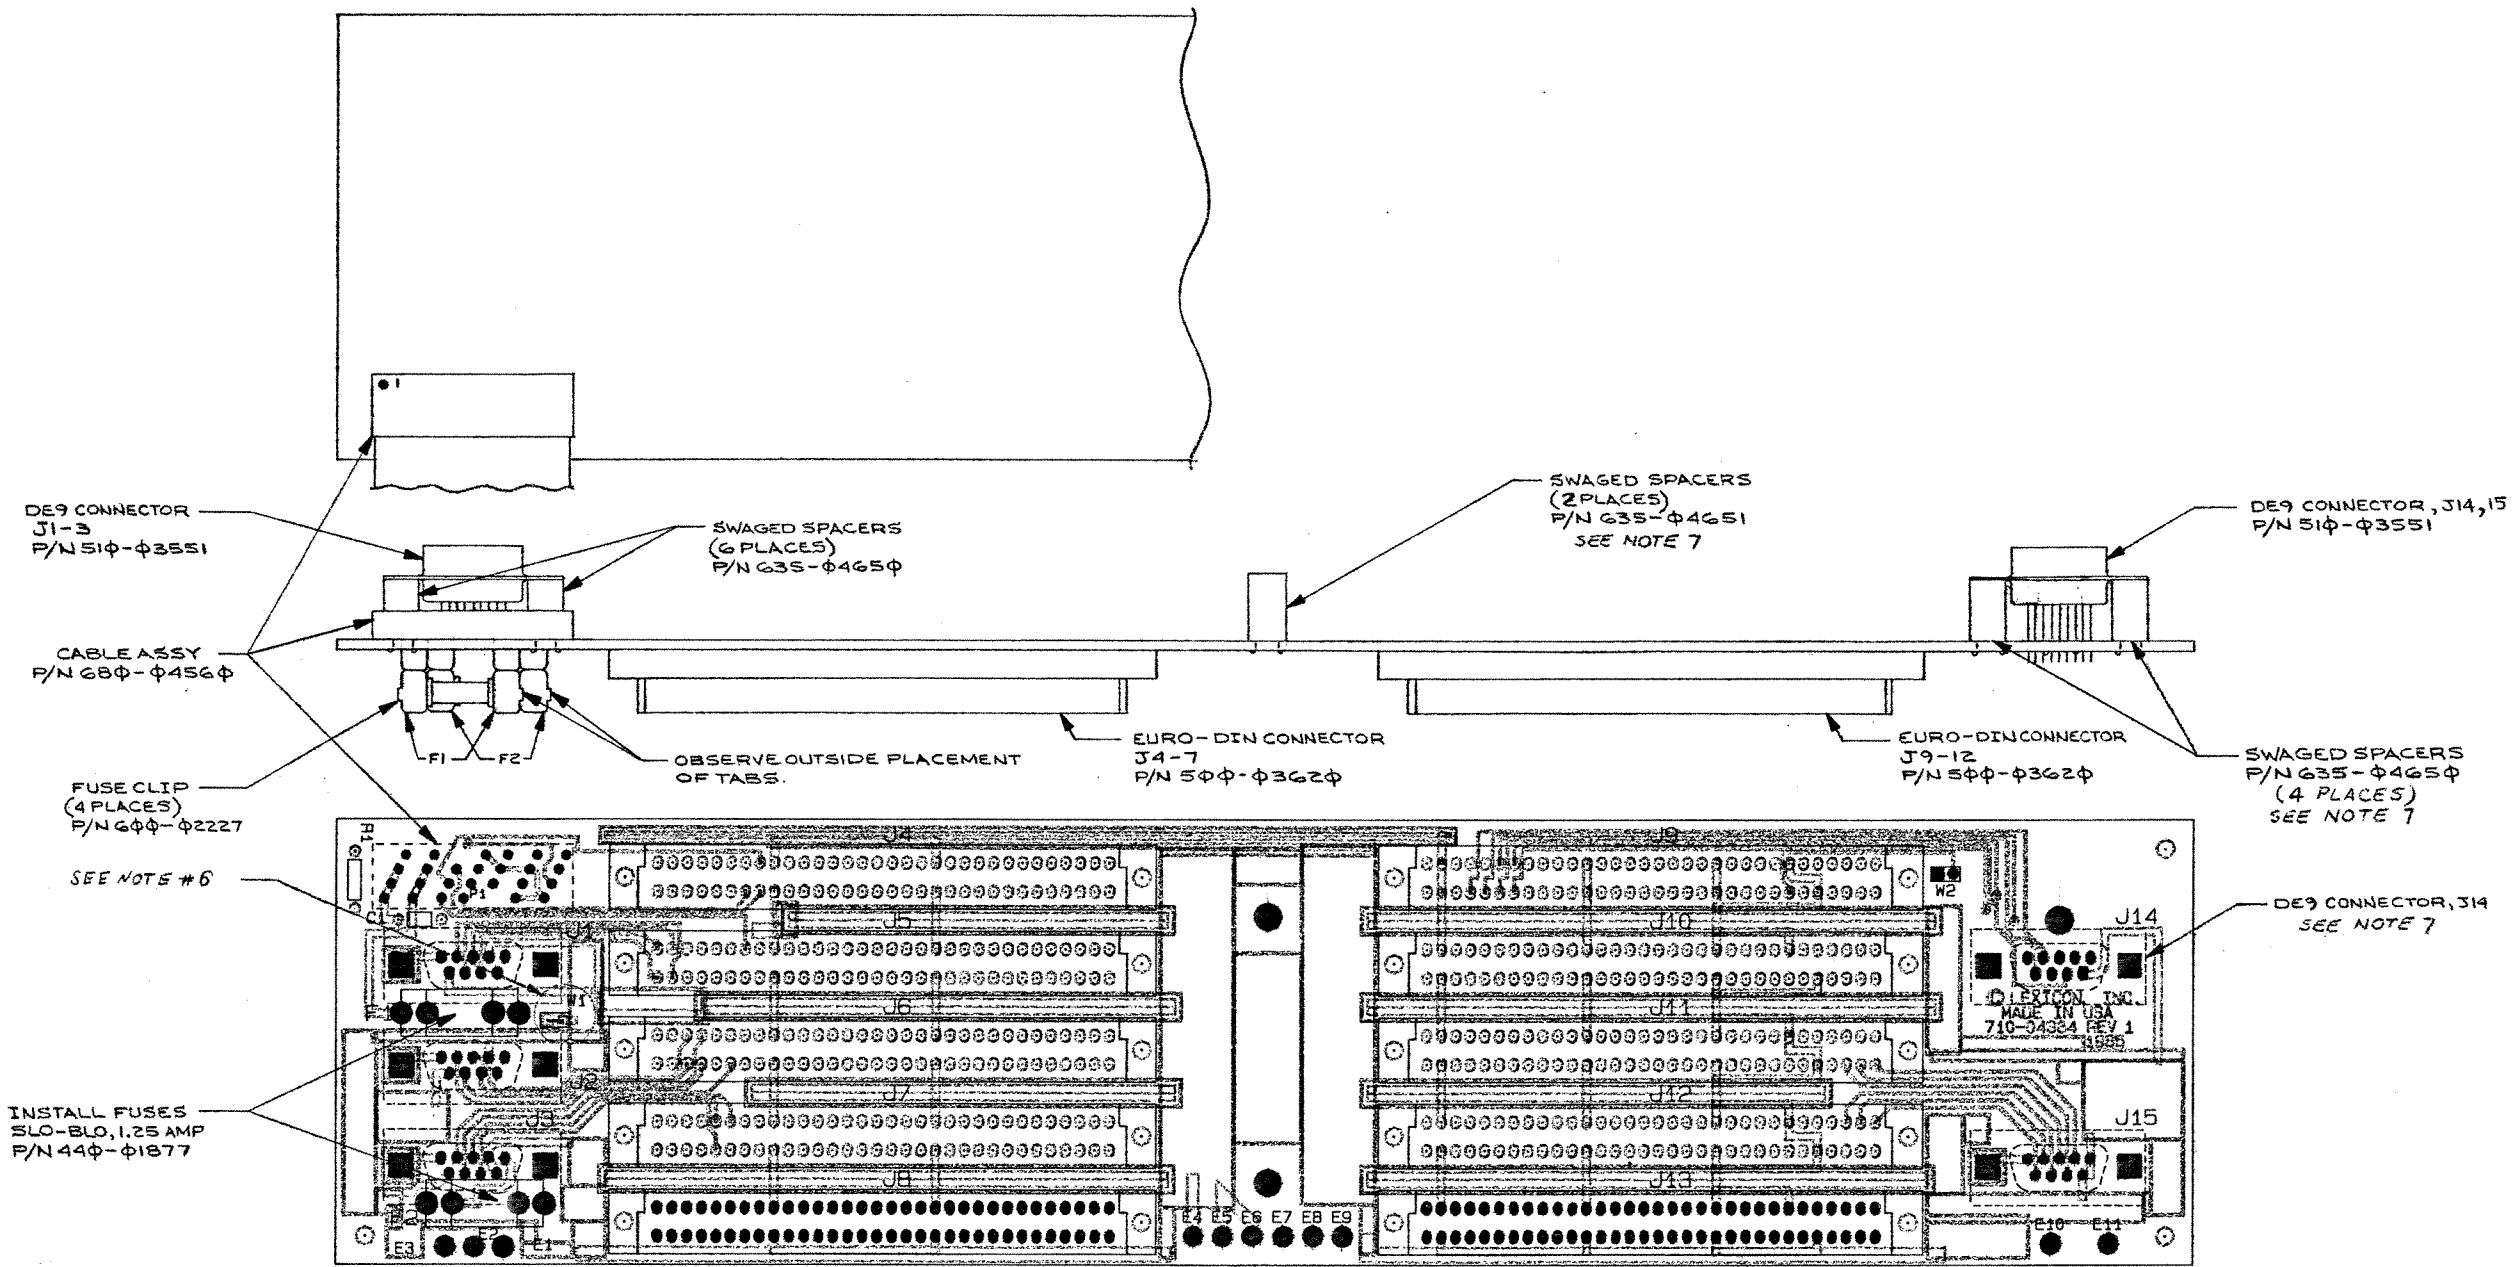 1
DE9 CONNECTOR
J1-3
P/N 51φ-φ3551
SWAGED SPACERS
(6 PLACES)
P/N 635-φ465φ
SWAGED SPACERS
(2 PLACES)
P/N 635-φ4651
SEE NOTE 7
DE9 CONNECTOR, J14,15
P/N 51φ-φ3551
CABLE ASSY
P/N 68φ-φ456φ
F1
F2
OBSERVE OUTSIDE PLACEMENT
OF TABS.
EURO-DIN CONNECTOR
J4-7
P/N 5φφ-φ362φ
EURO-DIN CONNECTOR
J9-12
P/N 5φφ-φ362φ
SWAGED SPACERS
P/N 635-φ465φ
(4 PLACES)
SEE NOTE 7
FUSE CLIP
(4 PLACES)
P/N 6φφ-φ2227
R1
J4
J9
SEE NOTE #6
P1
W2
C1
J5
J10
J14
DE9 CONNECTOR, J14
SEE NOTE 7
J1
W1
J6
J11
© LEXICON, INC.
MADE IN USA
710-04384 REV 1
1985
J2
J7
J12
INSTALL FUSES
SLO-BLO, 1.25 AMP
P/N 44φ-φ1877
J3
J15
J8
J13
E3
E2
E1
E4
E5
E6
E7
E8
E9
E10
E11